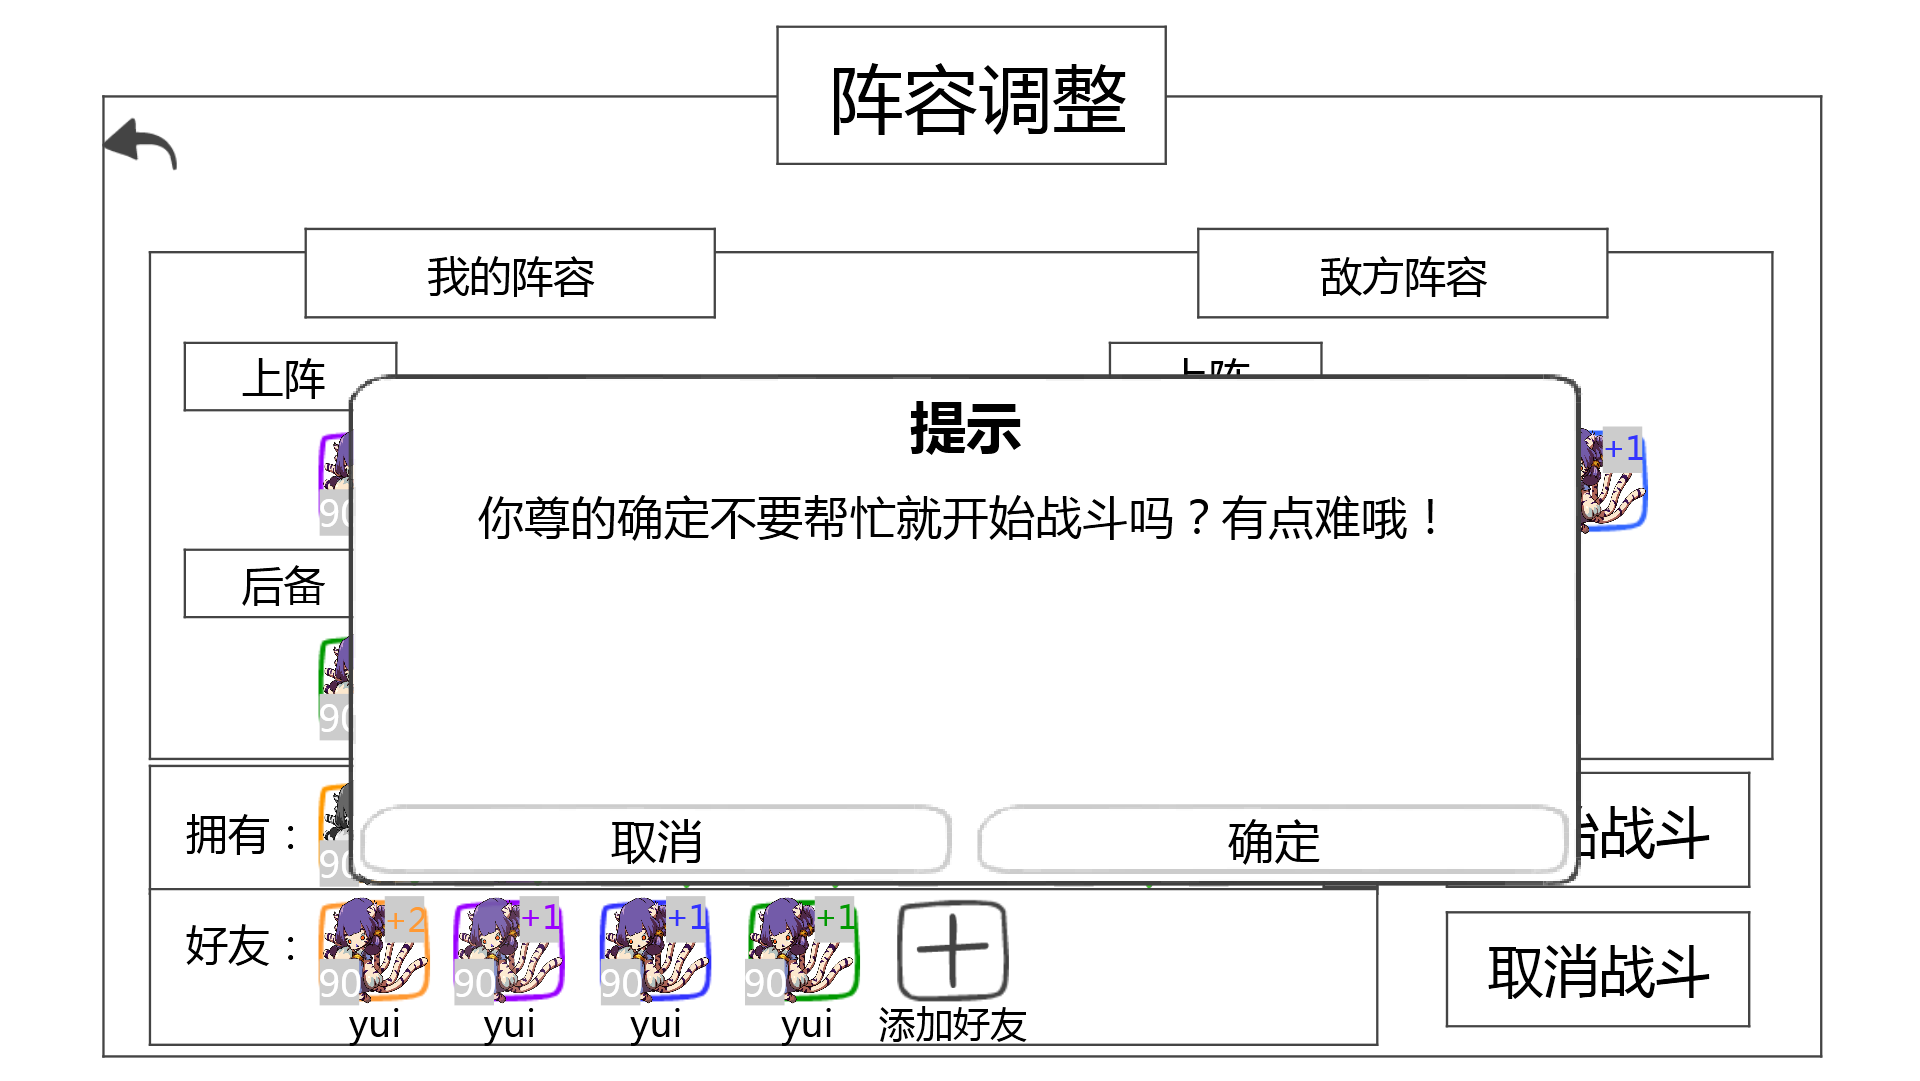 阵容调整
我的阵容
敌方阵容
上阵
上阵
提示
你尊的确定不要帮忙就开始战斗吗？有点难哦！
+1
90
后备
90
拥有：
90
取消
确定
始战斗
好友：
+2
+1
+1
+1
90
90
90
90
yui
yui
yui
yui
添加好友
取消战斗